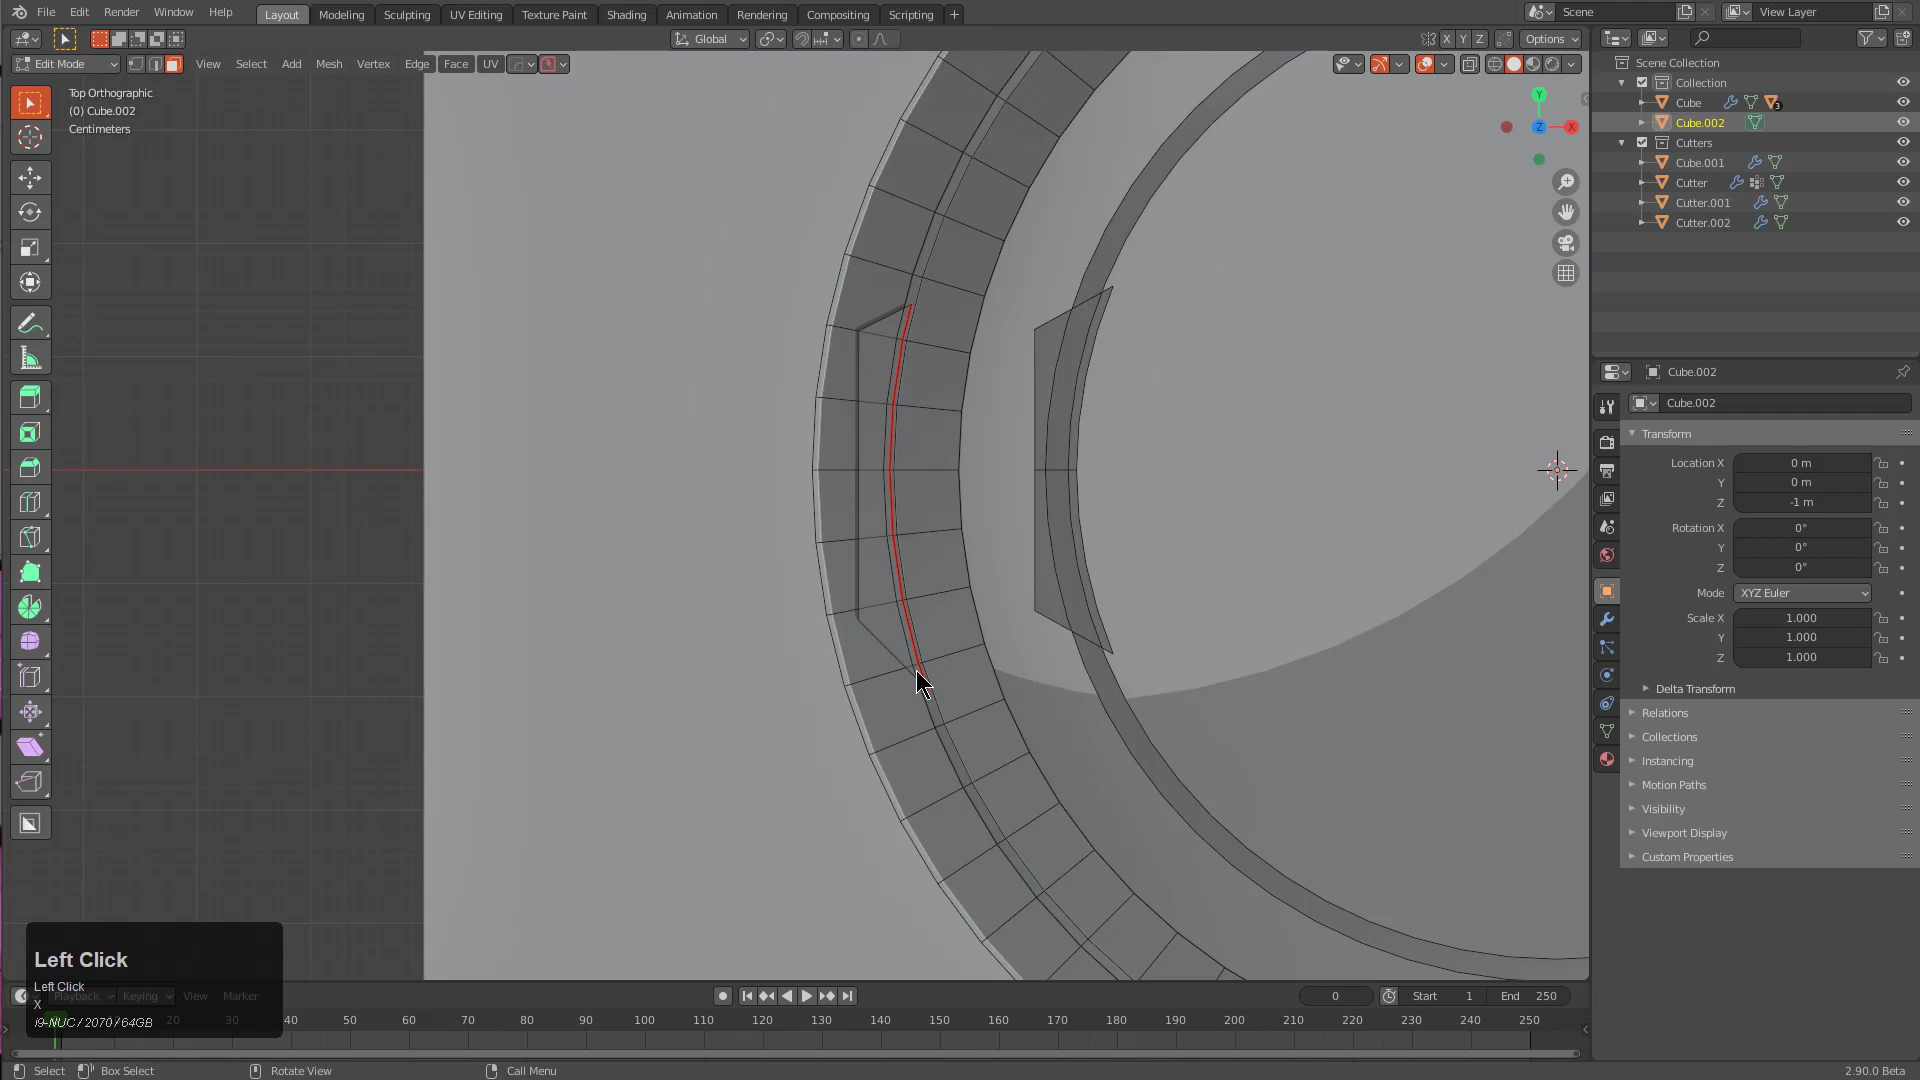 File Edit Render Window Help Layout Modeling Sculpting UV Editing Texture Paint Shading Animation Rendering Compositing Scripting + Scene View Layer
Global X Y Z Options
Edit Mode View Select Add Mesh Vertex Edge Face UV
Top Orthographic
(0) Cube.002
Centimeters
Y
Z
X
Scene Collection
Collection
Cube 3
Cube.002
Cutters
Cube.001
Cutter
Cutter.001
Cutter.002
Cube.002
Cube.002
Transform
Location X 0 m
Y 0 m
Z -1 m
Rotation X 0°
Y 0°
Z 0°
Mode XYZ Euler
Scale X 1.000
Y 1.000
Z 1.000
Delta Transform
Relations
Collections
Instancing
Motion Paths
Visibility
Viewport Display
Custom Properties
Left Click
Left Click
X
i9-NUC / 2070 / 64GB
Playback Keying View Marker 0 Start 1 End 250
20 30 40 50 60 70 80 90 100 110 120 130 140 150 160 170 180 190 200 210 220 230 240 250
Select Box Select Rotate View Call Menu 2.90.0 Beta